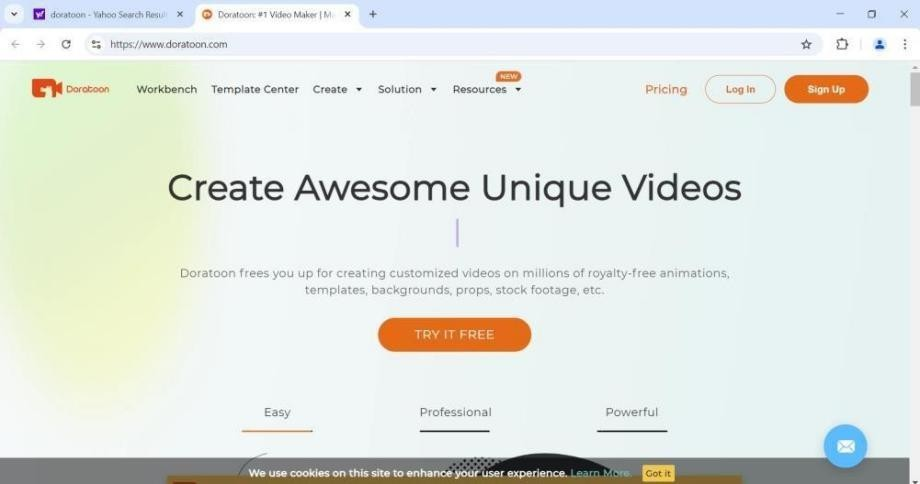 doratoon - Yahoo Search Resul
Doratoon: #1 Video Maker | M
https://www.doratoon.com
NEW
Doratoon Workbench Template Center Create Solution Resources Pricing Log In Sign Up
Create Awesome Unique Videos
Doratoon frees you up for creating customized videos on millions of royalty-free animations,
templates, backgrounds, props, stock footage, etc.
TRY IT FREE
Easy Professional Powerful
We use cookies on this site to enhance your user experience. Learn More. Got it